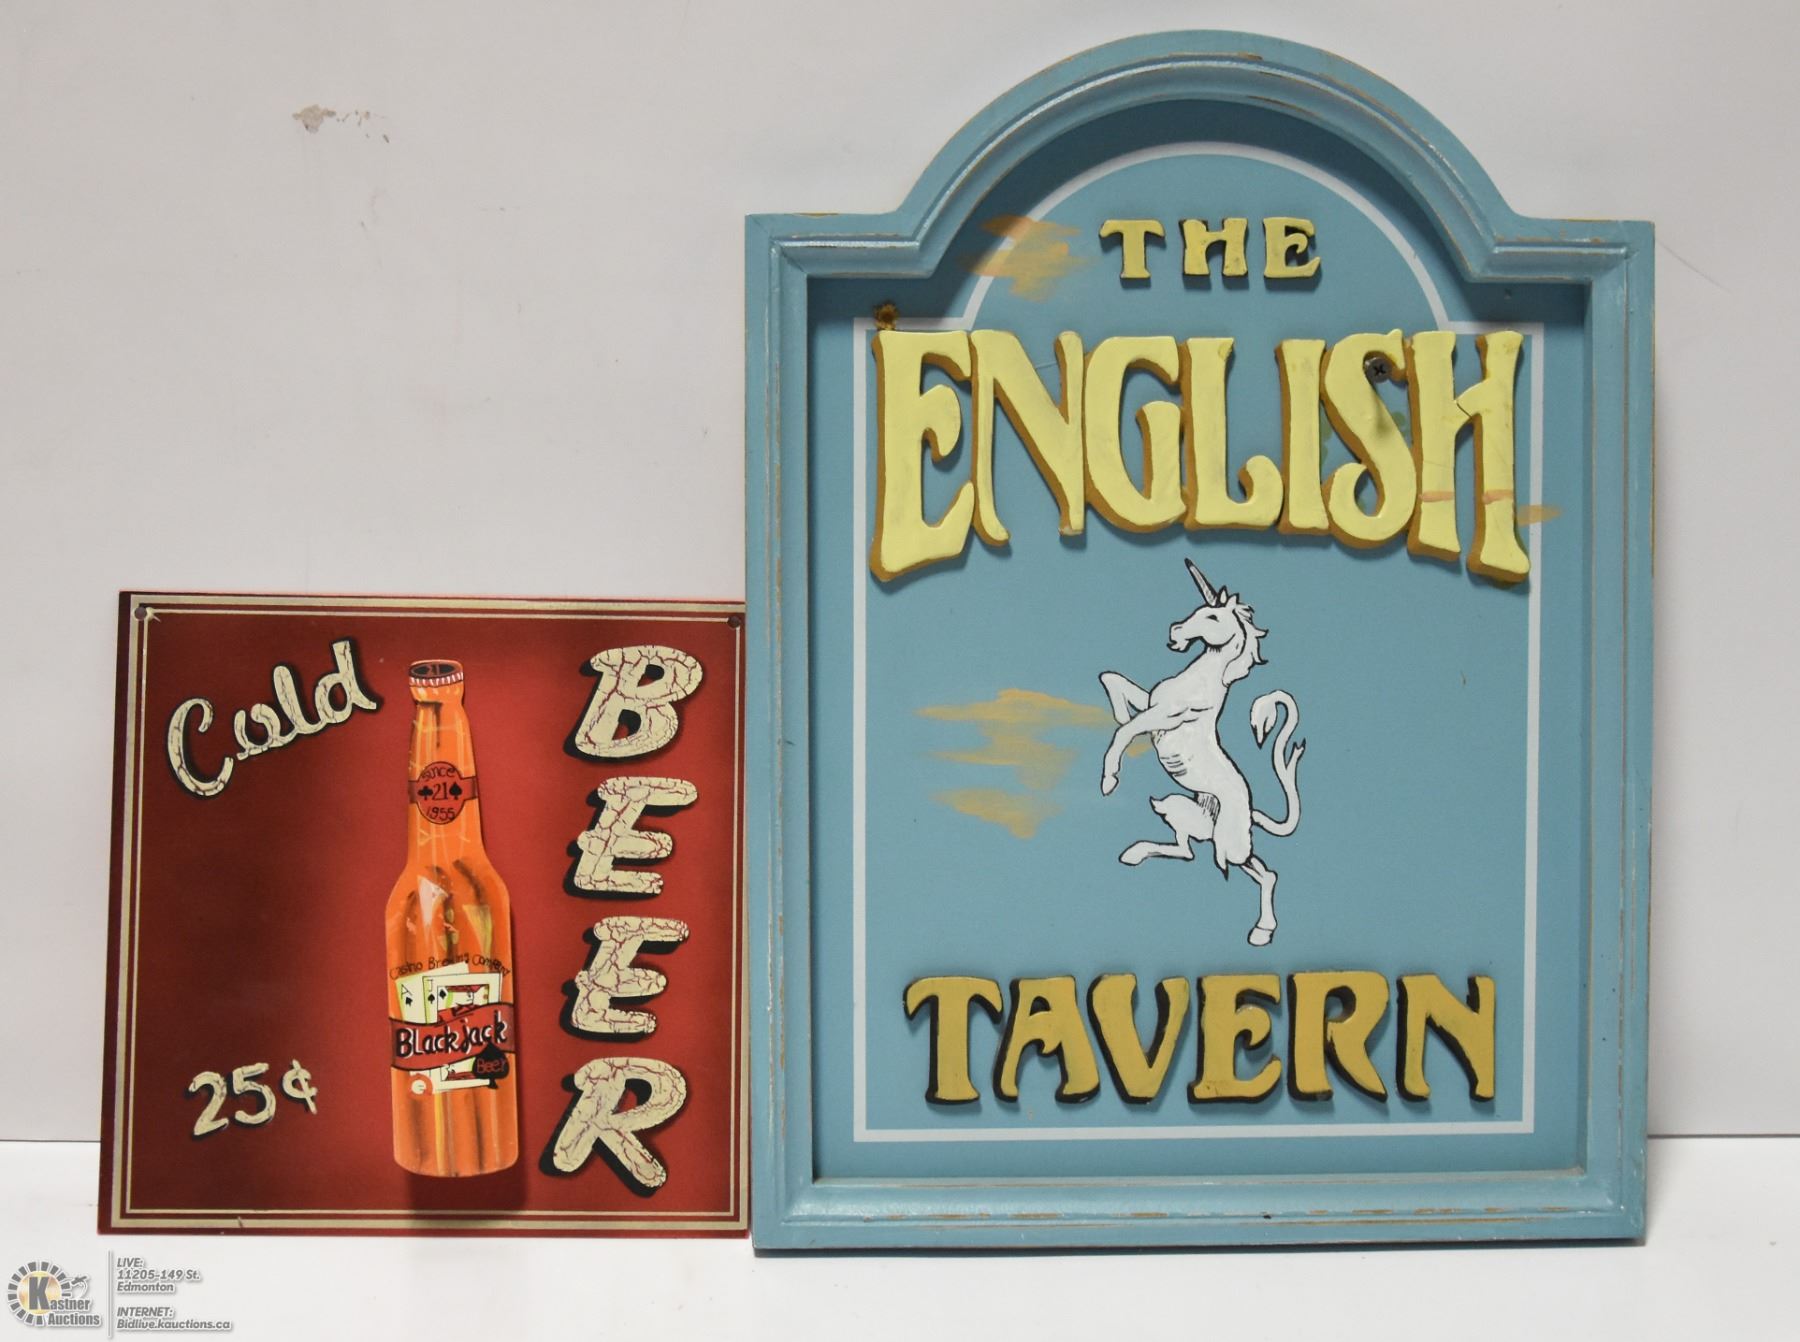 Cold
BEER
25¢
21
Since
21
1955
Casino Brewing Company
A
J
Black jack
Beer
THE
ENGLISH
TAVERN
Kastner
Auctions
LIVE:
11205-149 St.
Edmonton
INTERNET:
Bidlive.kauctions.ca